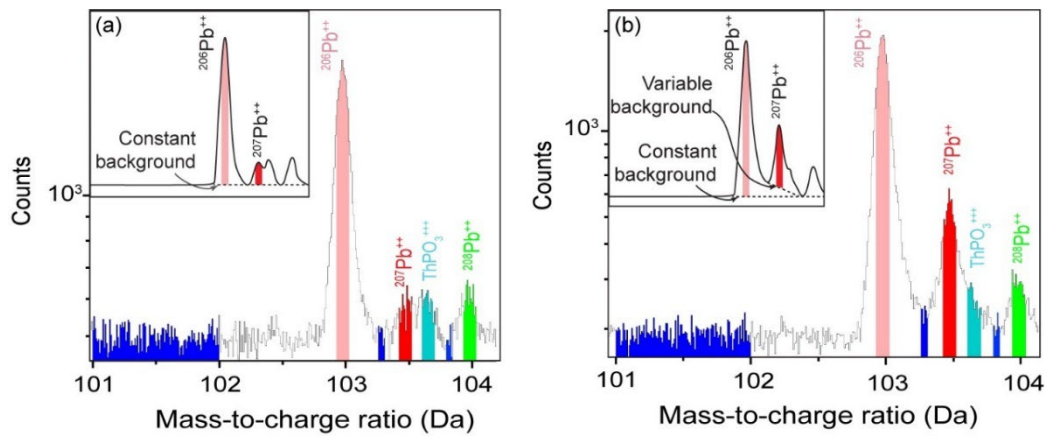 (a)
²⁰⁶Pb⁺⁺
²⁰⁷Pb⁺⁺
Constant
background
²⁰⁶Pb⁺⁺
²⁰⁷Pb⁺⁺
ThPO₃⁺⁺⁺
²⁰⁸Pb⁺⁺
Counts
10³
101
102
103
104
Mass-to-charge ratio (Da)
(b)
²⁰⁶Pb⁺⁺
Variable
background
²⁰⁷Pb⁺⁺
Constant
background
²⁰⁶Pb⁺⁺
²⁰⁷Pb⁺⁺
ThPO₃⁺⁺⁺
²⁰⁸Pb⁺⁺
Counts
10³
101
102
103
104
Mass-to-charge ratio (Da)